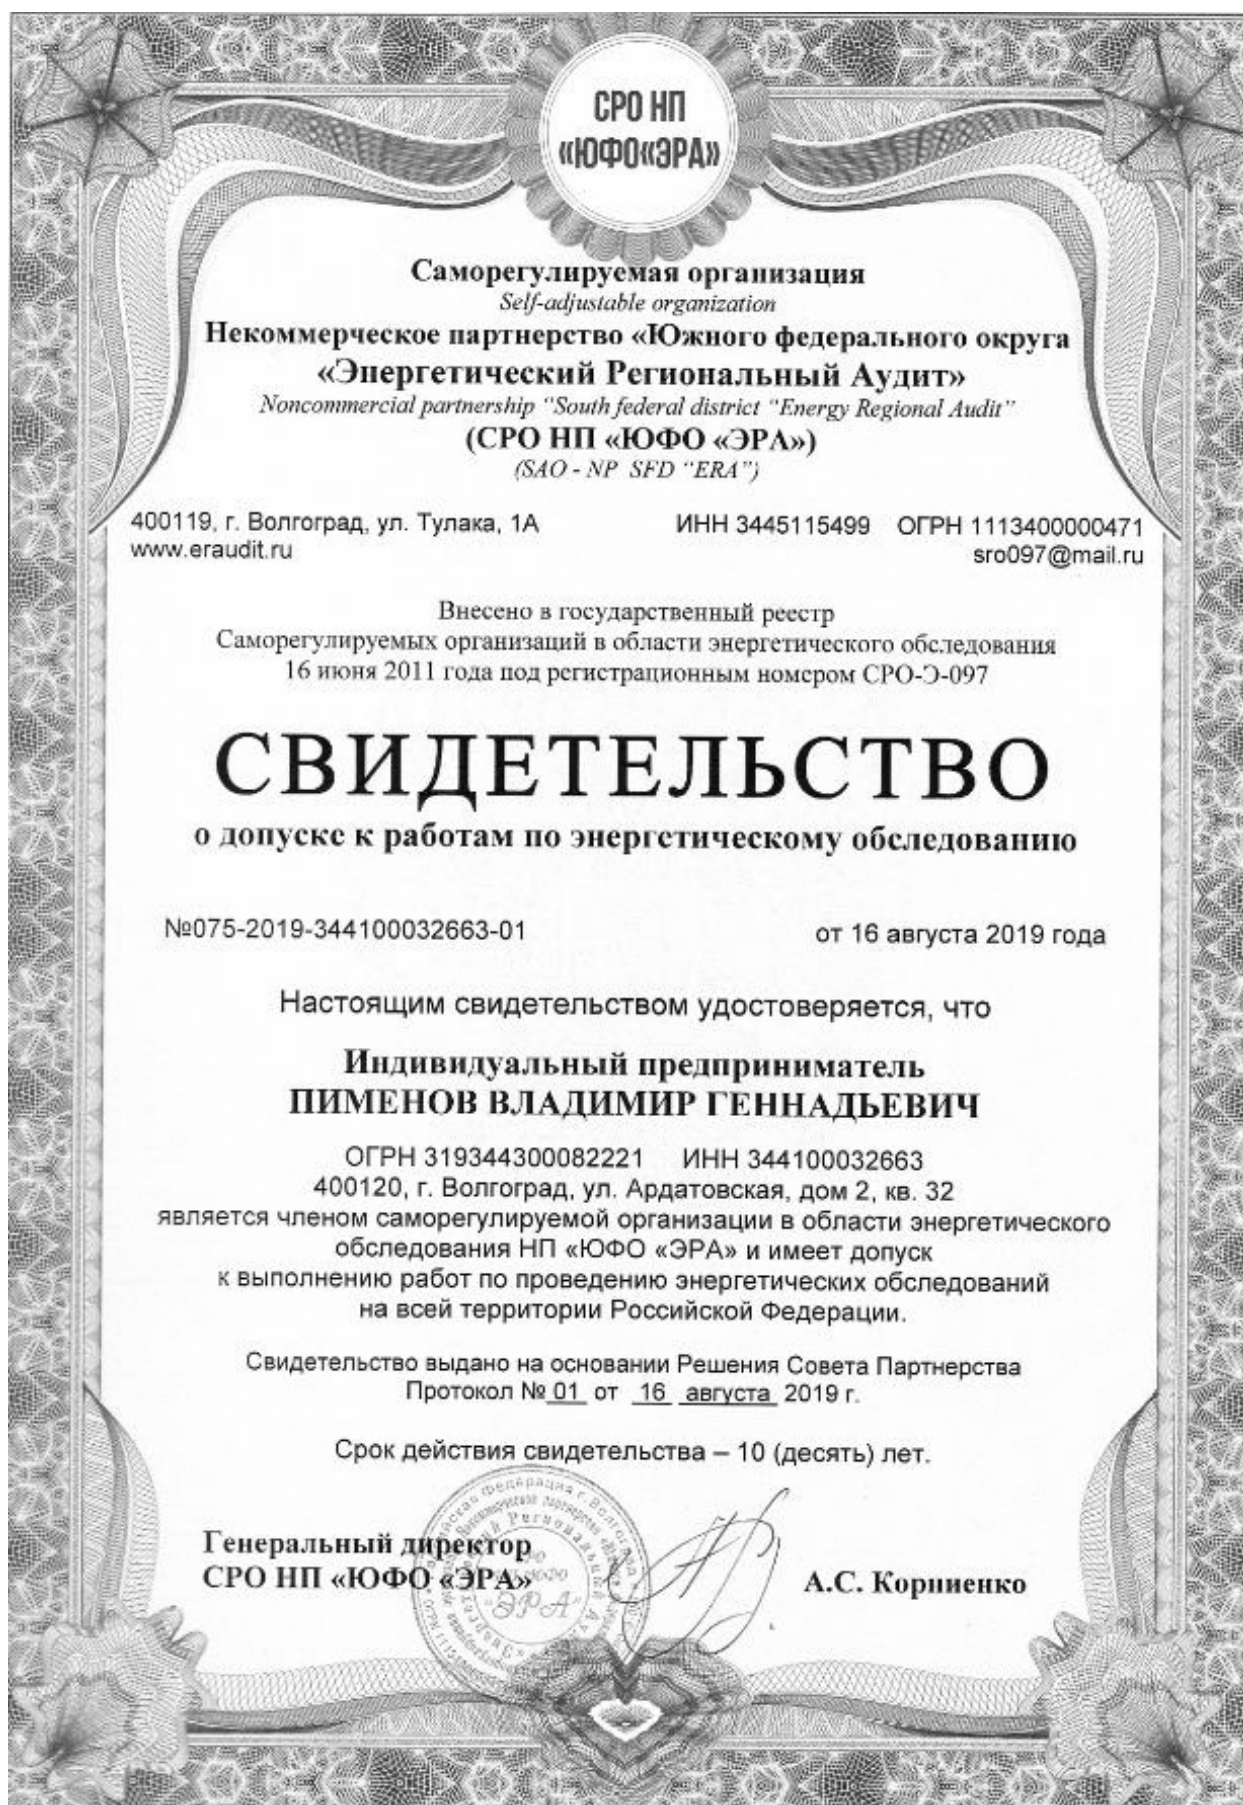 СРО НП
«ЮФО«ЭРА»
Саморегулируемая организация
Self-adjustable organization
Некоммерческое партнерство «Южного федерального округа
«Энергетический Региональный Аудит»
Noncommercial partnership “South federal district “Energy Regional Audit”
(СРО НП «ЮФО «ЭРА»)
(SAO - NP SFD “ERA”)
400119, г. Волгоград, ул. Тулака, 1А ИНН 3445115499 ОГРН 1113400000471
www.eraudit.ru sro097@mail.ru
Внесено в государственный реестр
Саморегулируемых организаций в области энергетического обследования
16 июня 2011 года под регистрационным номером СРО-Э-097
СВИДЕТЕЛЬСТВО
о допуске к работам по энергетическому обследованию
№075-2019-344100032663-01 от 16 августа 2019 года
Настоящим свидетельством удостоверяется, что
Индивидуальный предприниматель
ПИМЕНОВ ВЛАДИМИР ГЕННАДЬЕВИЧ
ОГРН 319344300082221 ИНН 344100032663
400120, г. Волгоград, ул. Ардатовская, дом 2, кв. 32
является членом саморегулируемой организации в области энергетического
обследования НП «ЮФО «ЭРА» и имеет допуск
к выполнению работ по проведению энергетических обследований
на всей территории Российской Федерации.
Свидетельство выдано на основании Решения Совета Партнерства
Протокол № 01 от 16 августа 2019 г.
Срок действия свидетельства – 10 (десять) лет.
Генеральный директор
СРО НП «ЮФО «ЭРА» А.С. Корниенко
"ЭРА"